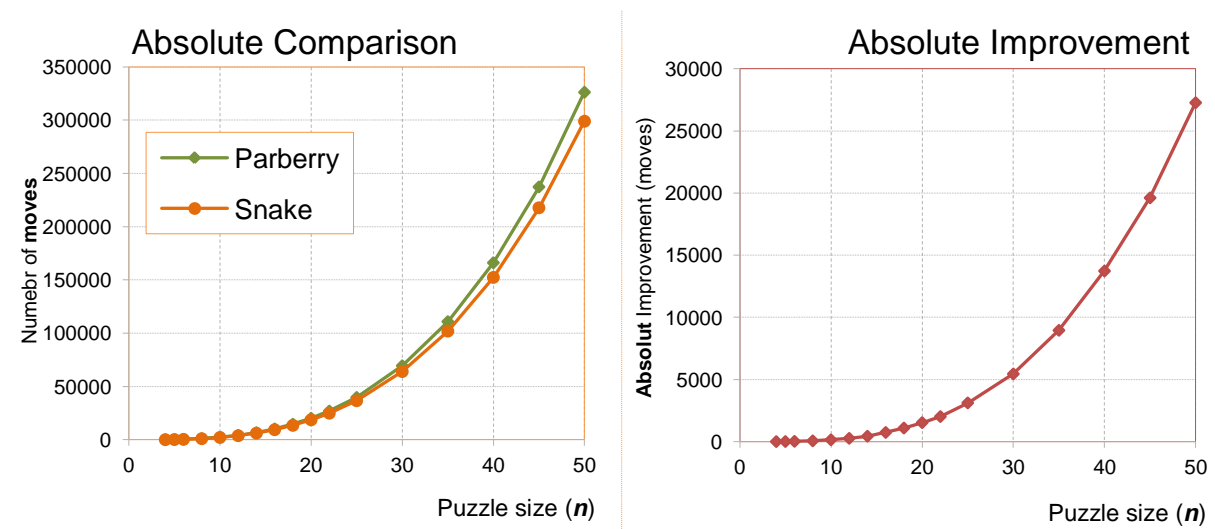 Absolute Comparison
350000
300000
250000
200000
150000
100000
50000
0
Numebr of moves
Parberry
Snake
0 10 20 30 40 50
Puzzle size (n)
Absolute Improvement
30000
25000
20000
15000
10000
5000
0
Absolut Improvement (moves)
0 10 20 30 40 50
Puzzle size (n)